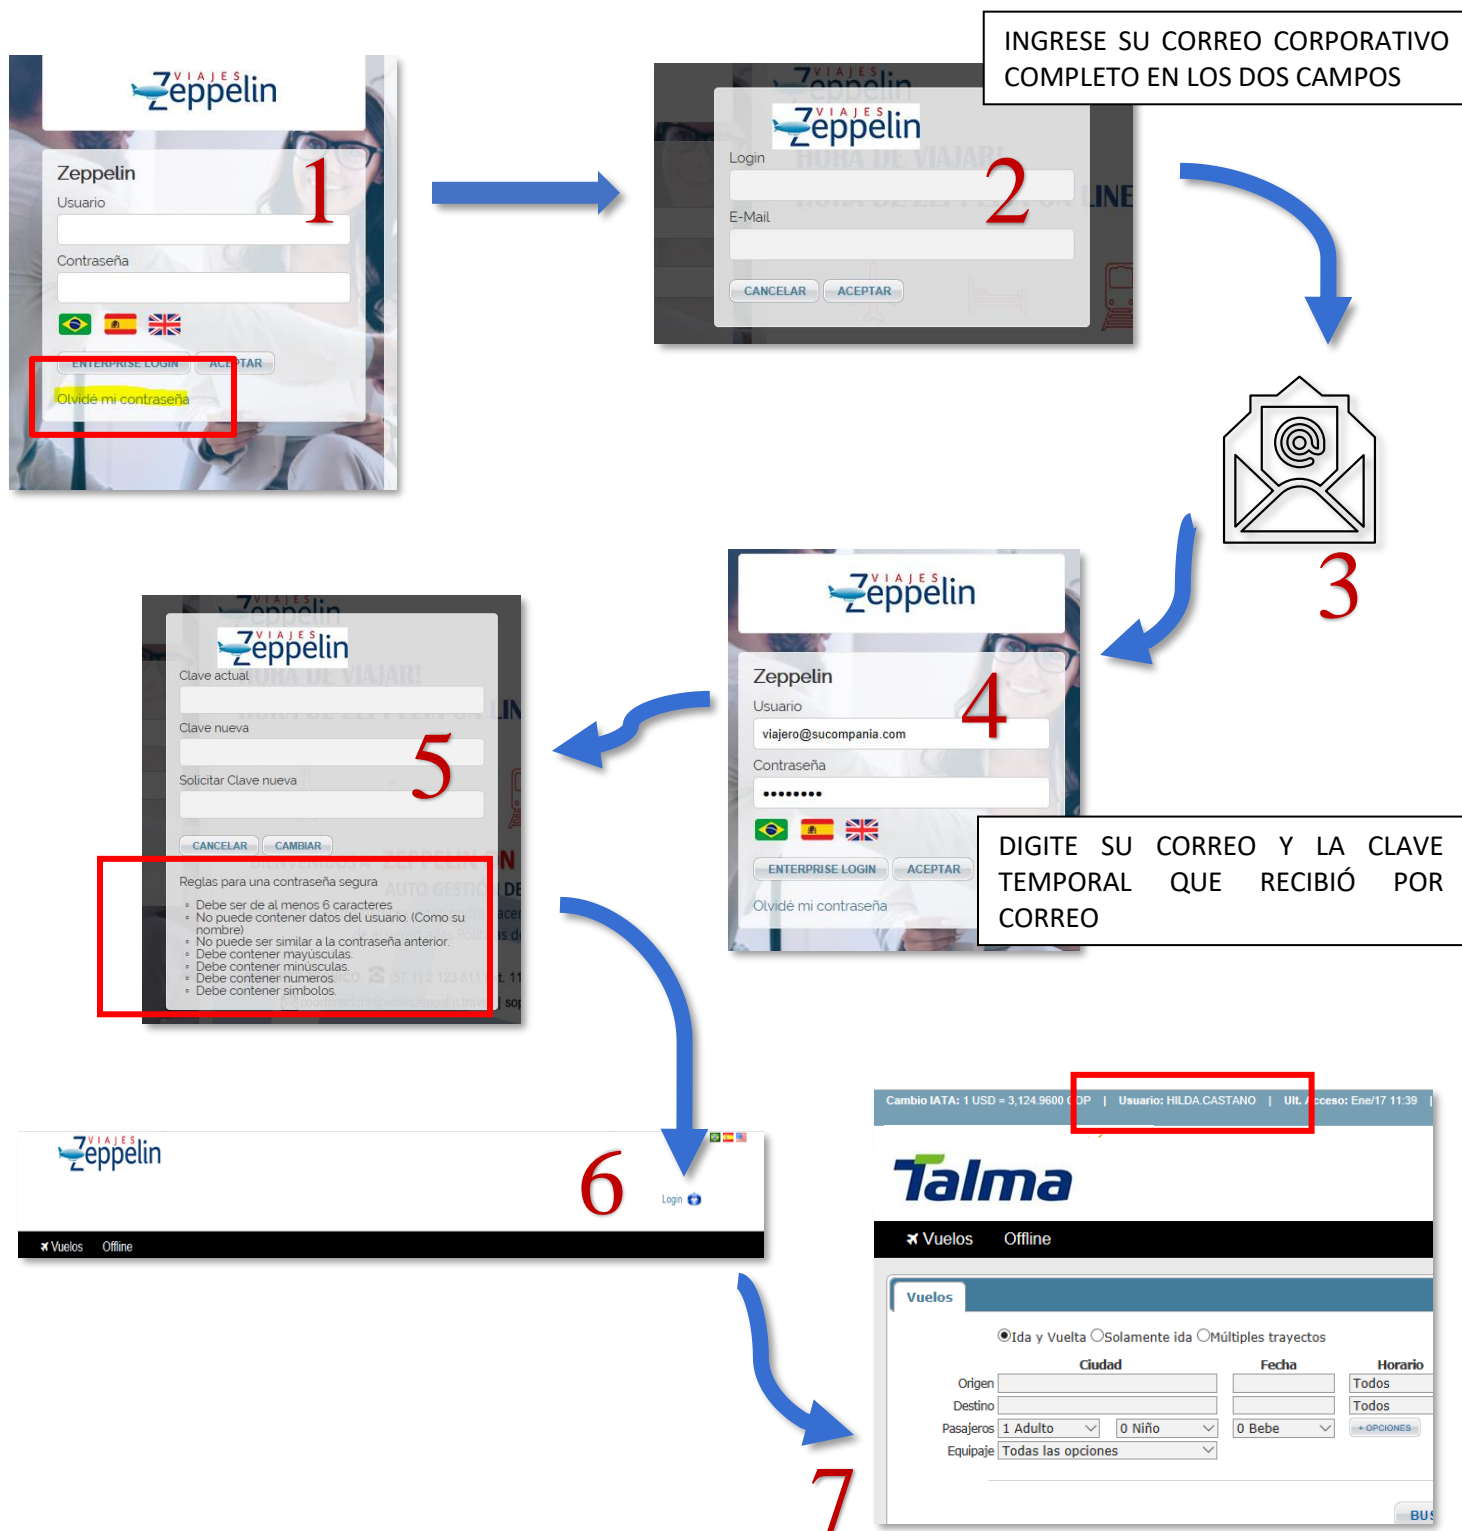 INGRESE SU CORREO CORPORATIVO
COMPLETO EN LOS DOS CAMPOS
VIAJES
Zeppelin
Zeppelin
Usuario
Contraseña
ENTERPRISE LOGIN
ACEPTAR
Olvidé mi contraseña
1
VIAJES
Zeppelin
HORA DE VIAJAR!
Login
E-Mail
CANCELAR
ACEPTAR
2
3
VIAJES
Zeppelin
Zeppelin
Usuario
viajero@sucompania.com
Contraseña
••••••••
ENTERPRISE LOGIN
ACEPTAR
Olvidé mi contraseña
4
DIGITE SU CORREO Y LA CLAVE
TEMPORAL QUE RECIBIÓ POR
CORREO
VIAJES
Zeppelin
HORA DE VIAJAR!
Clave actual
Clave nueva
Solicitar Clave nueva
CANCELAR
CAMBIAR
5
Reglas para una contraseña segura
Debe ser de al menos 6 caracteres
No puede contener datos del usuario. (Como su
nombre)
No puede ser similar a la contraseña anterior.
Debe contener mayúsculas.
Debe contener minúsculas.
Debe contener numeros.
Debe contener simbolos.
VIAJES
Zeppelin
6
Login
Vuelos Offline
Cambio IATA: 1 USD = 3,124.9600 COP | Usuario: HILDA.CASTANO | Ult. Acceso: Ene/17 11:39 |
Talma
Vuelos Offline
Vuelos
Ida y Vuelta Solamente ida Múltiples trayectos
Ciudad Fecha Horario
Origen Todos
Destino Todos
Pasajeros 1 Adulto 0 Niño 0 Bebe + OPCIONES
Equipaje Todas las opciones
BUS
7